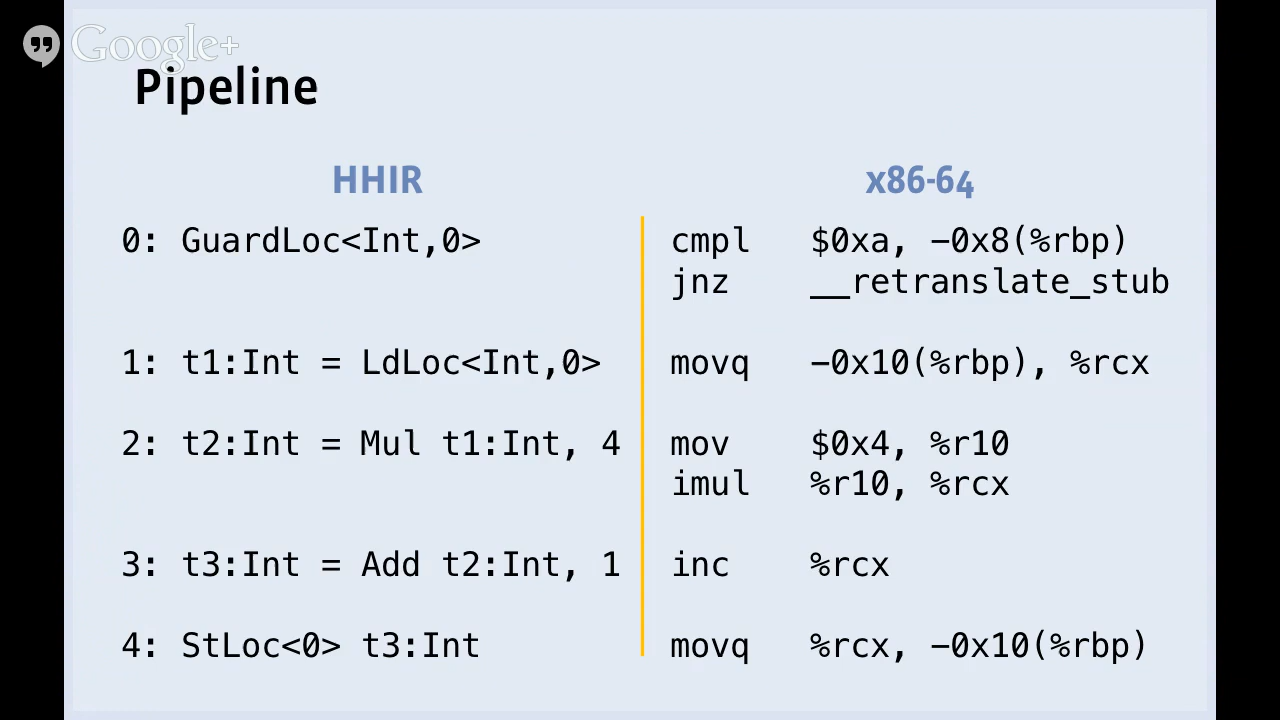 Google+
Pipeline
HHIR x86-64
0: GuardLoc<Int,0> cmpl $0xa, -0x8(%rbp)
jnz __retranslate_stub
1: t1:Int = LdLoc<Int,0> movq -0x10(%rbp), %rcx
2: t2:Int = Mul t1:Int, 4 mov $0x4, %r10
imul %r10, %rcx
3: t3:Int = Add t2:Int, 1 inc %rcx
4: StLoc<0> t3:Int movq %rcx, -0x10(%rbp)